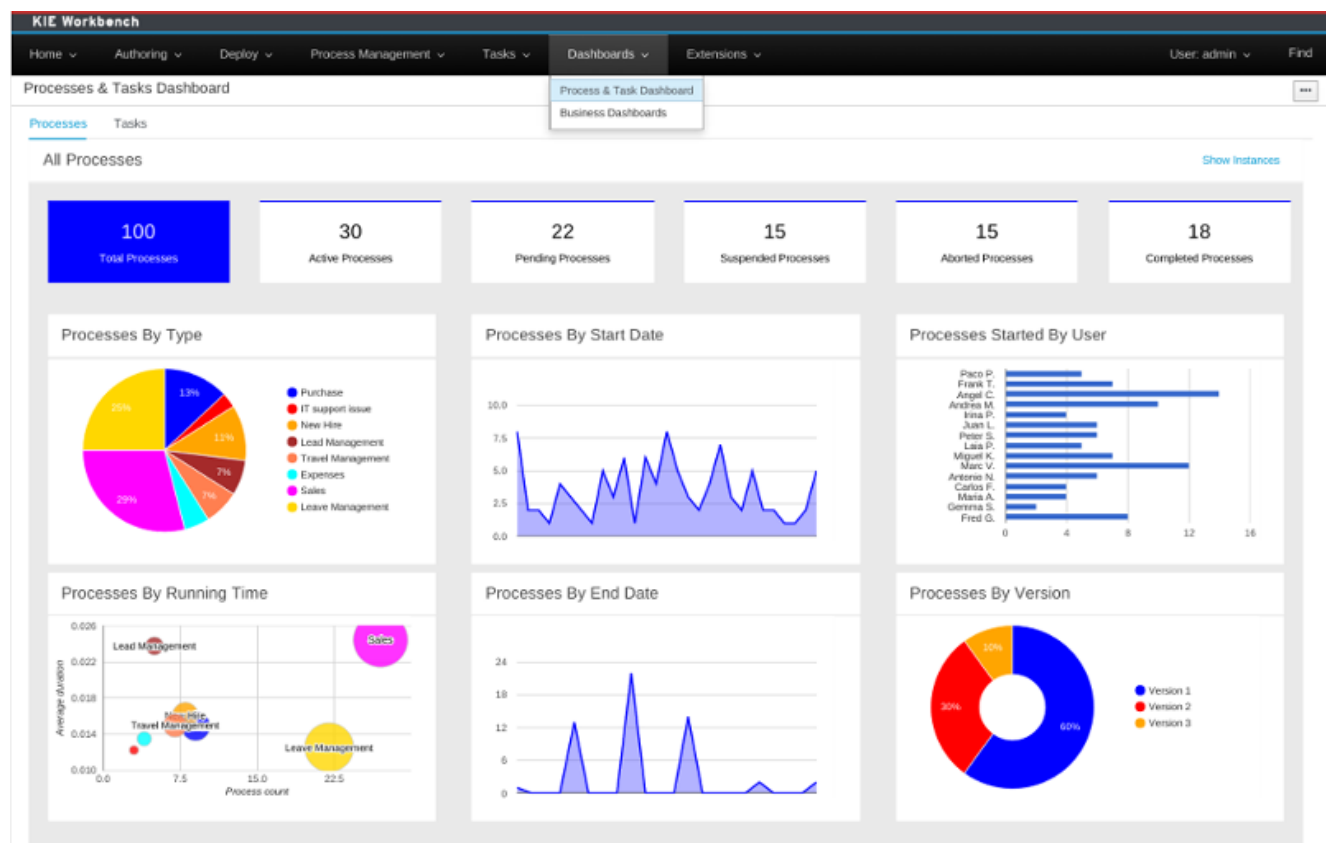 KIE Workbench
Home Authoring Deploy Process Management Tasks Dashboards Extensions User: admin Find
Processes & Tasks Dashboard
Process & Task Dashboard
Business Dashboards
Processes Tasks
All Processes Show Instances
100 30 22 15 15 18
Total Processes Active Processes Pending Processes Suspended Processes Aborted Processes Completed Processes
Processes By Type
13%
11%
7%
7%
29%
25%
Purchase
IT support issue
New Hire
Lead Management
Travel Management
Expenses
Sales
Leave Management
Processes By Start Date
10.0
7.5
5.0
2.5
0.0
Processes Started By User
Paco P.
Frank T.
Angel C.
Andrea M.
Irina P.
Juan L.
Peter S.
Laia P.
Miguel K.
Marc V.
Antonio N.
Carlos F.
Maria A.
Gemma S.
Fred G.
0 4 8 12 16
Processes By Running Time
0.026
0.022
0.018
0.014
0.010
Average duration
Lead Management
Sales
New Hire
Travel Management
Leave Management
0.0 7.5 15.0 22.5
Process count
Processes By End Date
24
18
12
6
0
Processes By Version
10%
30%
60%
Version 1
Version 2
Version 3